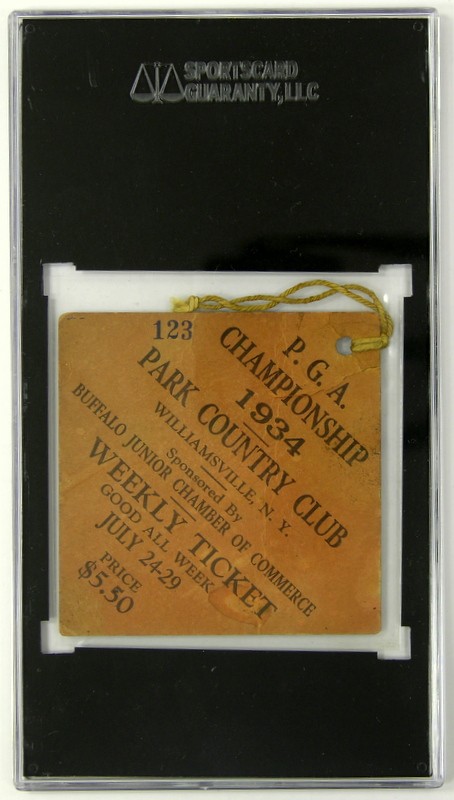 SPORTSCARD
GUARANTY, LLC
123
P. G. A.
CHAMPIONSHIP
1934
PARK COUNTRY CLUB
WILLIAMSVILLE, N. Y.
Sponsored By
BUFFALO JUNIOR CHAMBER OF COMMERCE
WEEKLY TICKET
GOOD ALL WEEK
JULY 24-29
PRICE
$5.50